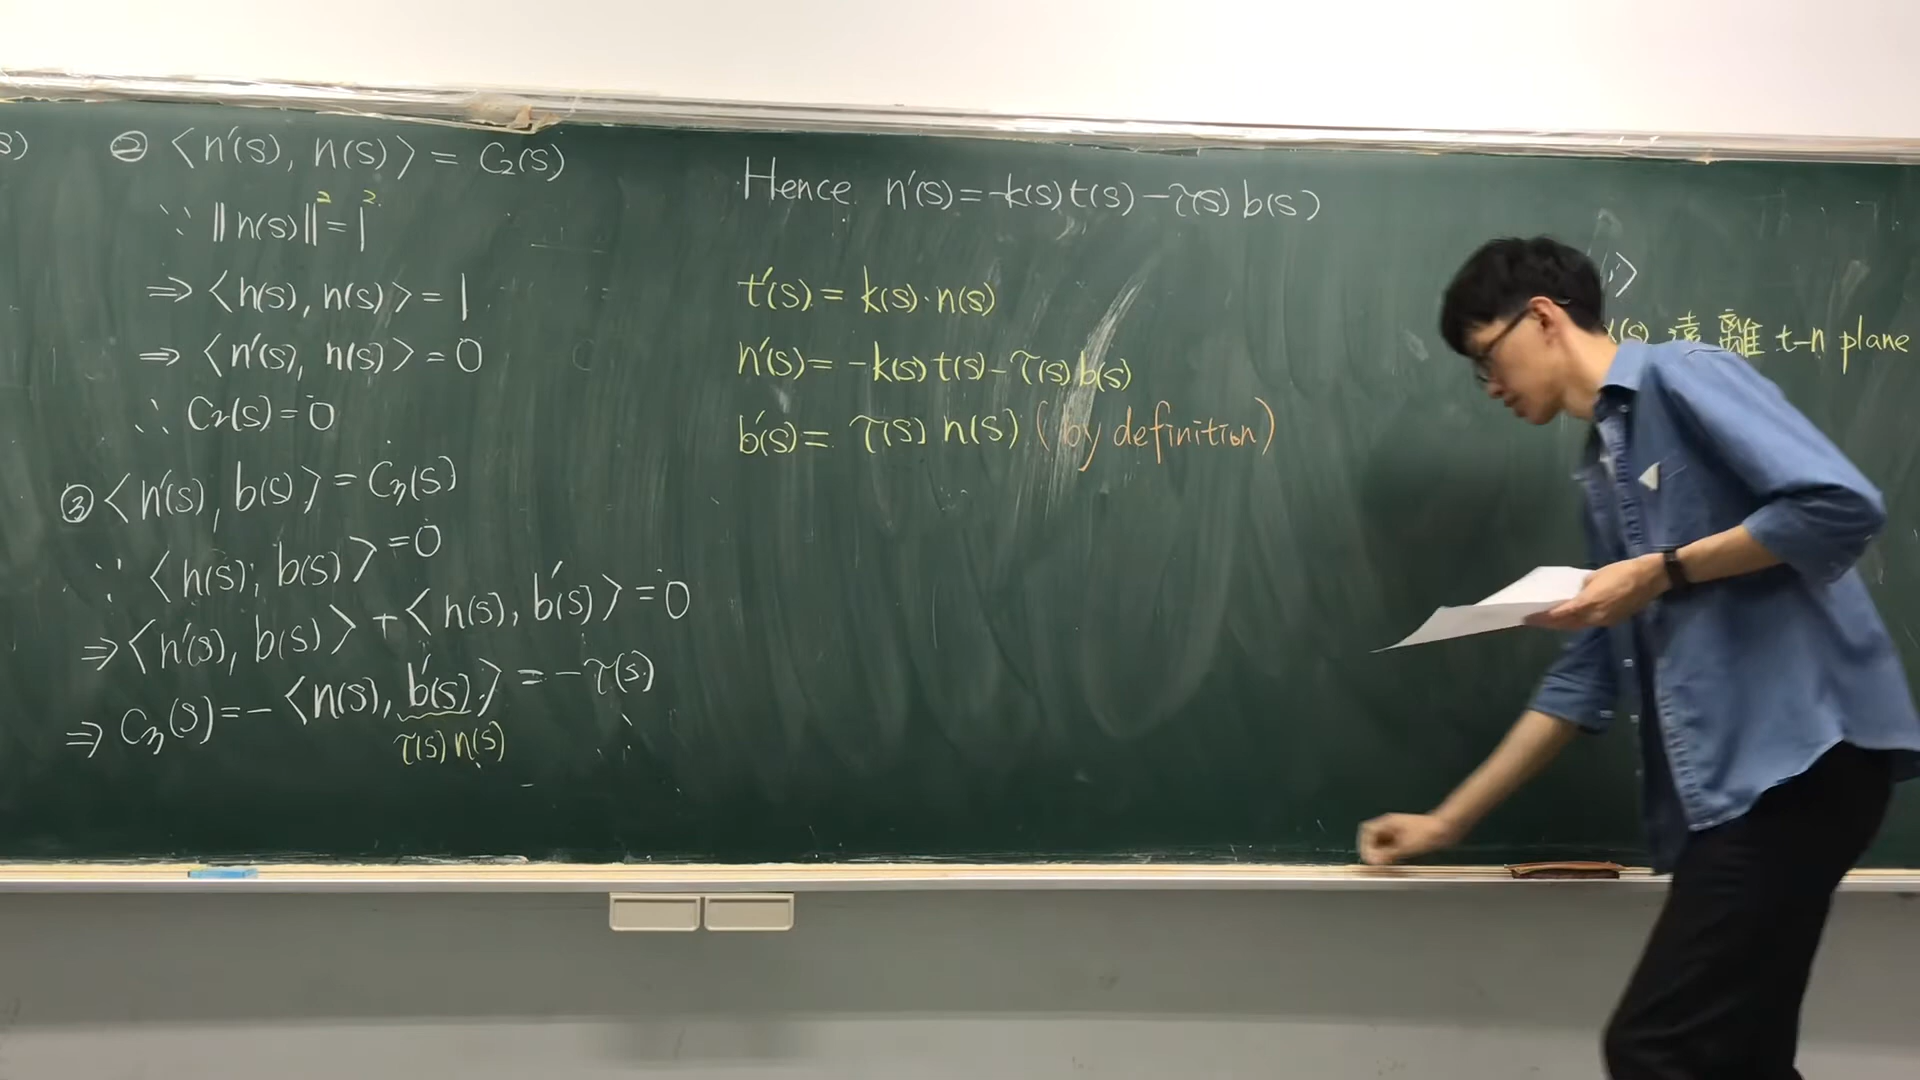 s)
② ⟨n'(s), n(s)⟩ = C₂(s)
∵ ‖n(s)‖² = 1²
⇒ ⟨n(s), n(s)⟩ = 1
⇒ ⟨n'(s), n(s)⟩ = 0
∴ C₂(s) = 0
③ ⟨n'(s), b(s)⟩ = C₃(s)
∵ ⟨n(s), b(s)⟩ = 0
⇒ ⟨n'(s), b(s)⟩ + ⟨n(s), b'(s)⟩ = 0
⇒ C₃(s) = -⟨n(s), b'(s)⟩ = -τ(s)
τ(s) n(s)
Hence n'(s) = -k(s) t(s) - τ(s) b(s)
t'(s) = k(s)·n(s)
n'(s) = -k(s) t(s) - τ(s) b(s)
b'(s) = τ(s) n(s) (by definition)
(s) 遠離 t-n plane